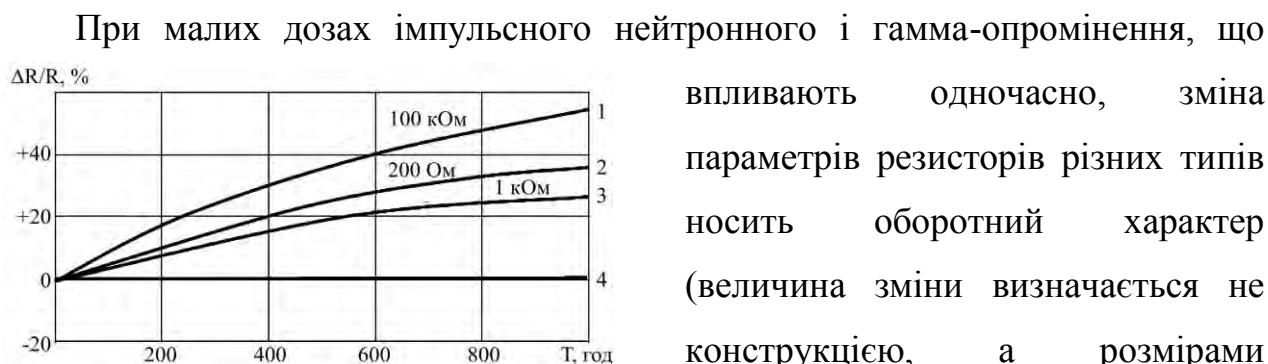 При малих дозах імпульсного нейтронного і гамма-опромінення, що
впливають одночасно, зміна
параметрів резисторів різних типів
носить оборотний характер
(величина зміни визначається не
конструкцією, а розмірами
ΔR/R, %
+40
+20
0
-20
200
400
600
800
T, год
100 кОм
200 Ом
1 кОм
1
2
3
4